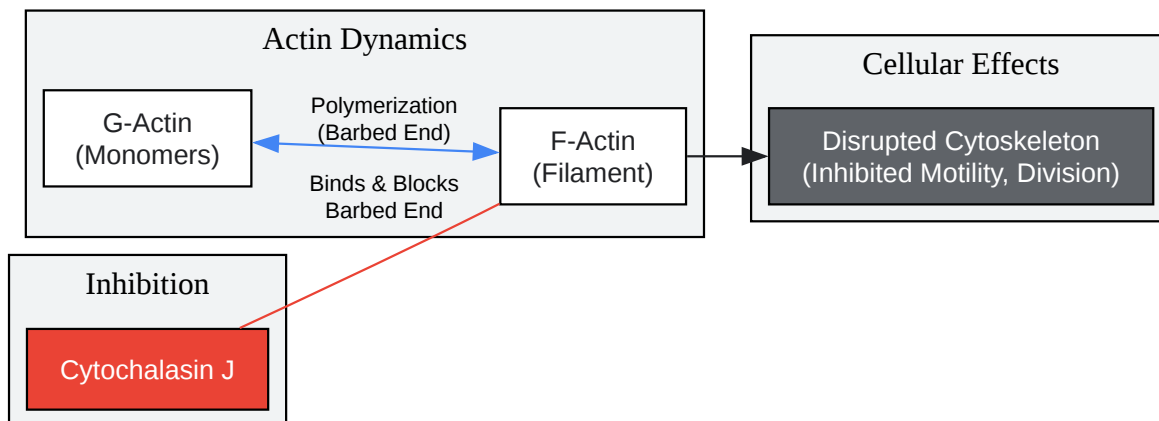 Actin Dynamics
G-Actin
(Monomers)
Polymerization
(Barbed End)
Binds & Blocks
Barbed End
F-Actin
(Filament)
Cellular Effects
Disrupted Cytoskeleton
(Inhibited Motility, Division)
Inhibition
Cytochalasin J